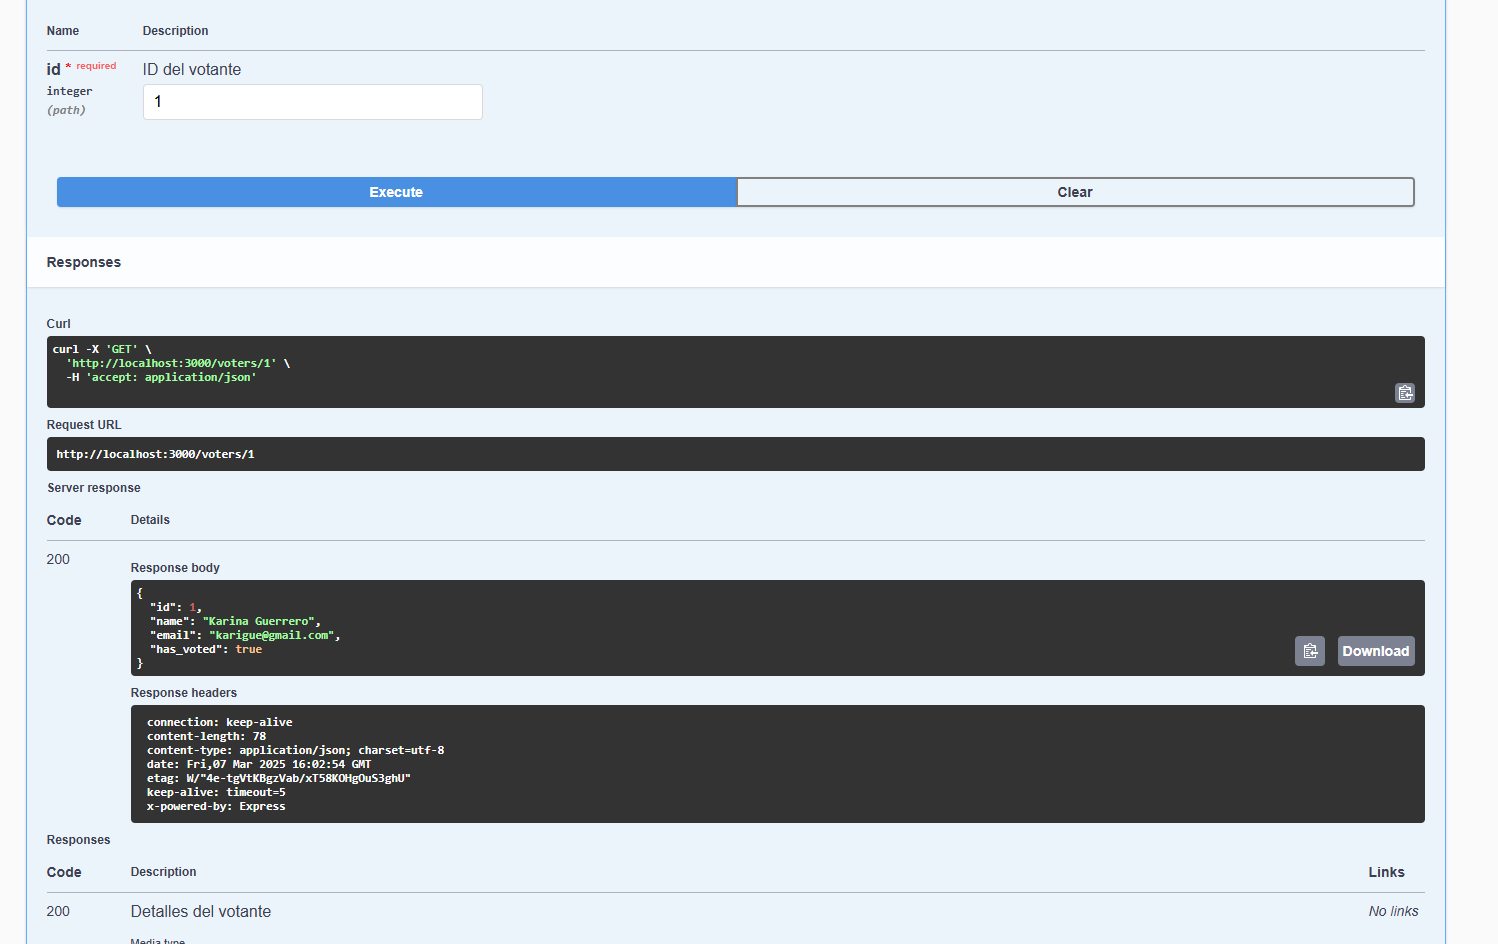 Name Description
id * required ID del votante
integer
(path)
1
Execute Clear
Responses
Curl
curl -X 'GET' \
'http://localhost:3000/voters/1' \
-H 'accept: application/json'
Request URL
http://localhost:3000/voters/1
Server response
Code Details
200
Response body
{
"id": 1,
"name": "Karina Guerrero",
"email": "karigue@gmail.com",
"has_voted": true
}
Download
Response headers
connection: keep-alive
content-length: 78
content-type: application/json; charset=utf-8
date: Fri,07 Mar 2025 16:02:54 GMT
etag: W/"4e-tgVtKBgzVab/xT58KOHgOuS3ghU"
keep-alive: timeout=5
x-powered-by: Express
Responses
Code Description Links
200 Detalles del votante No links
Media type